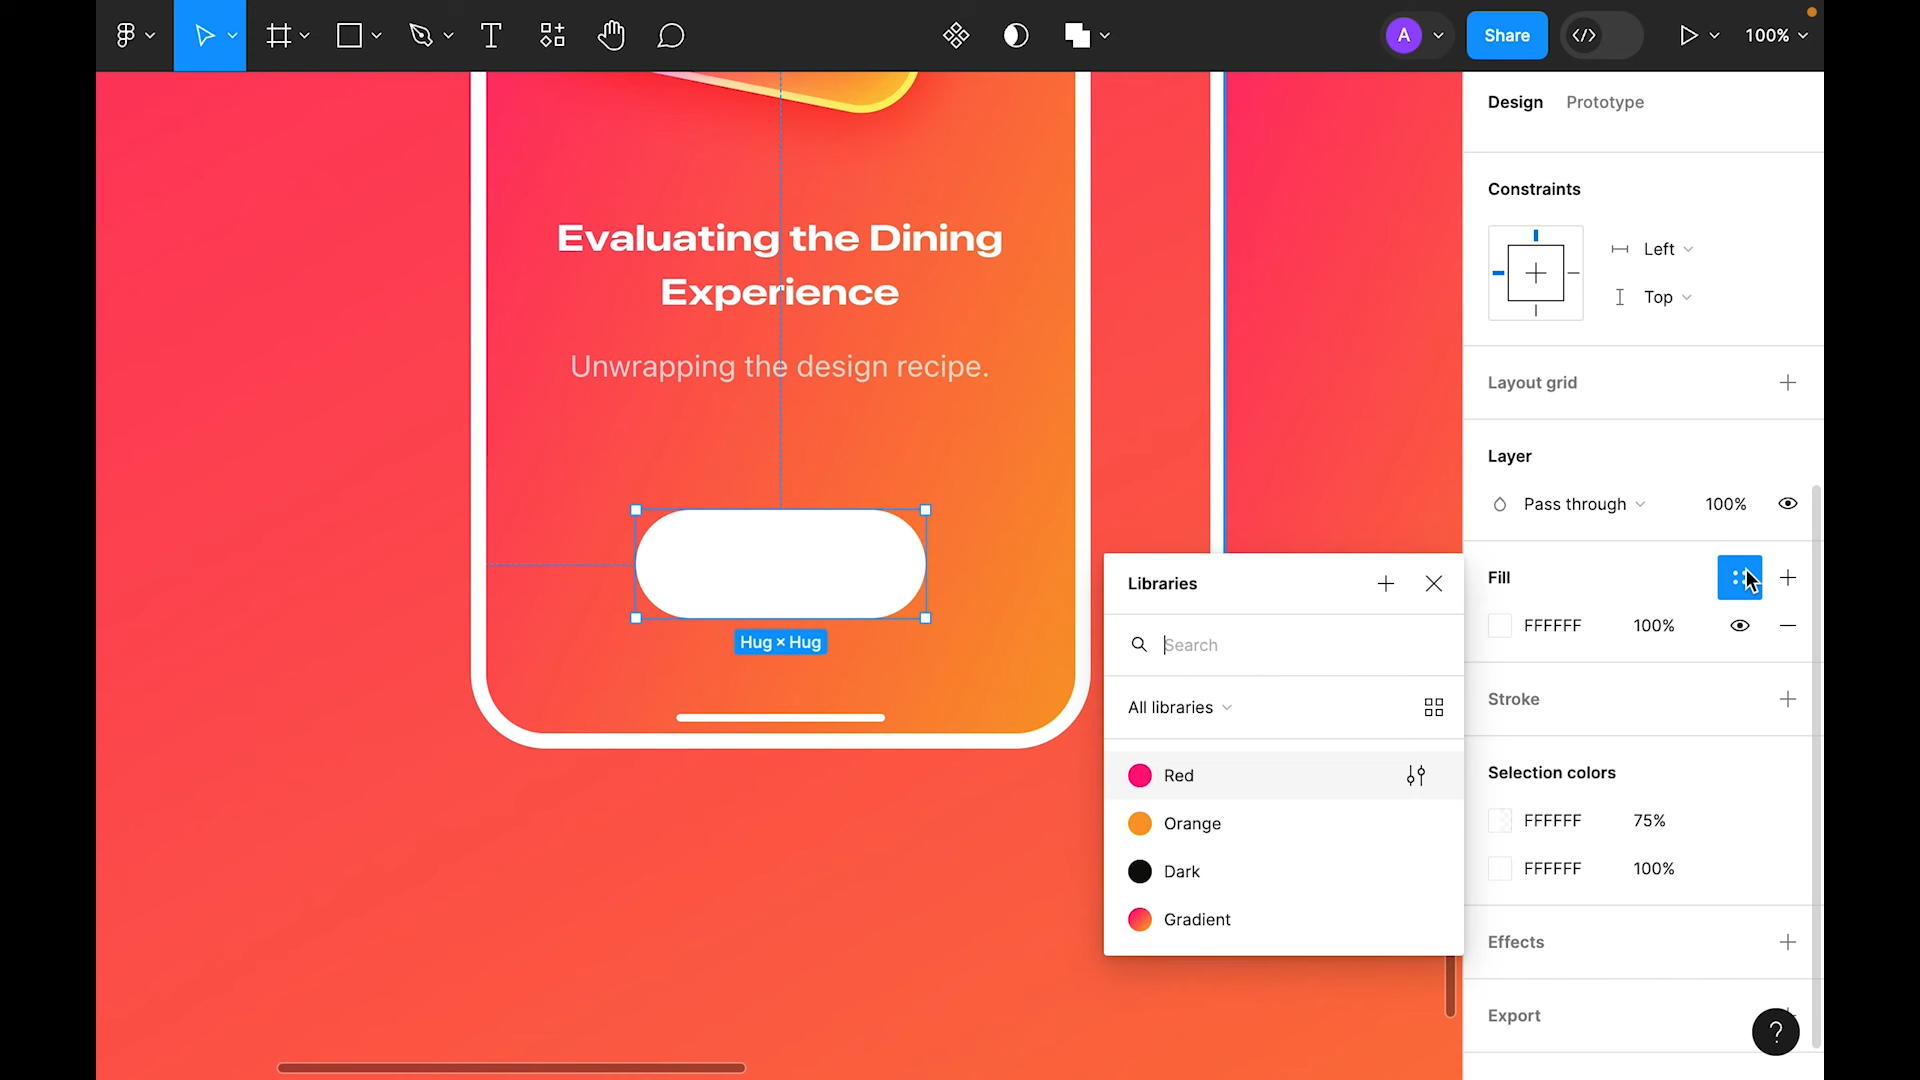 A
Share
100%
Design
Prototype
Constraints
Left
Top
Layout grid
Layer
Pass through
100%
Fill
FFFFFF
100%
Stroke
Selection colors
FFFFFF
75%
FFFFFF
100%
Effects
Export
?
Evaluating the Dining
Experience
Unwrapping the design recipe.
Hug × Hug
Libraries
Search
All libraries
Red
Orange
Dark
Gradient